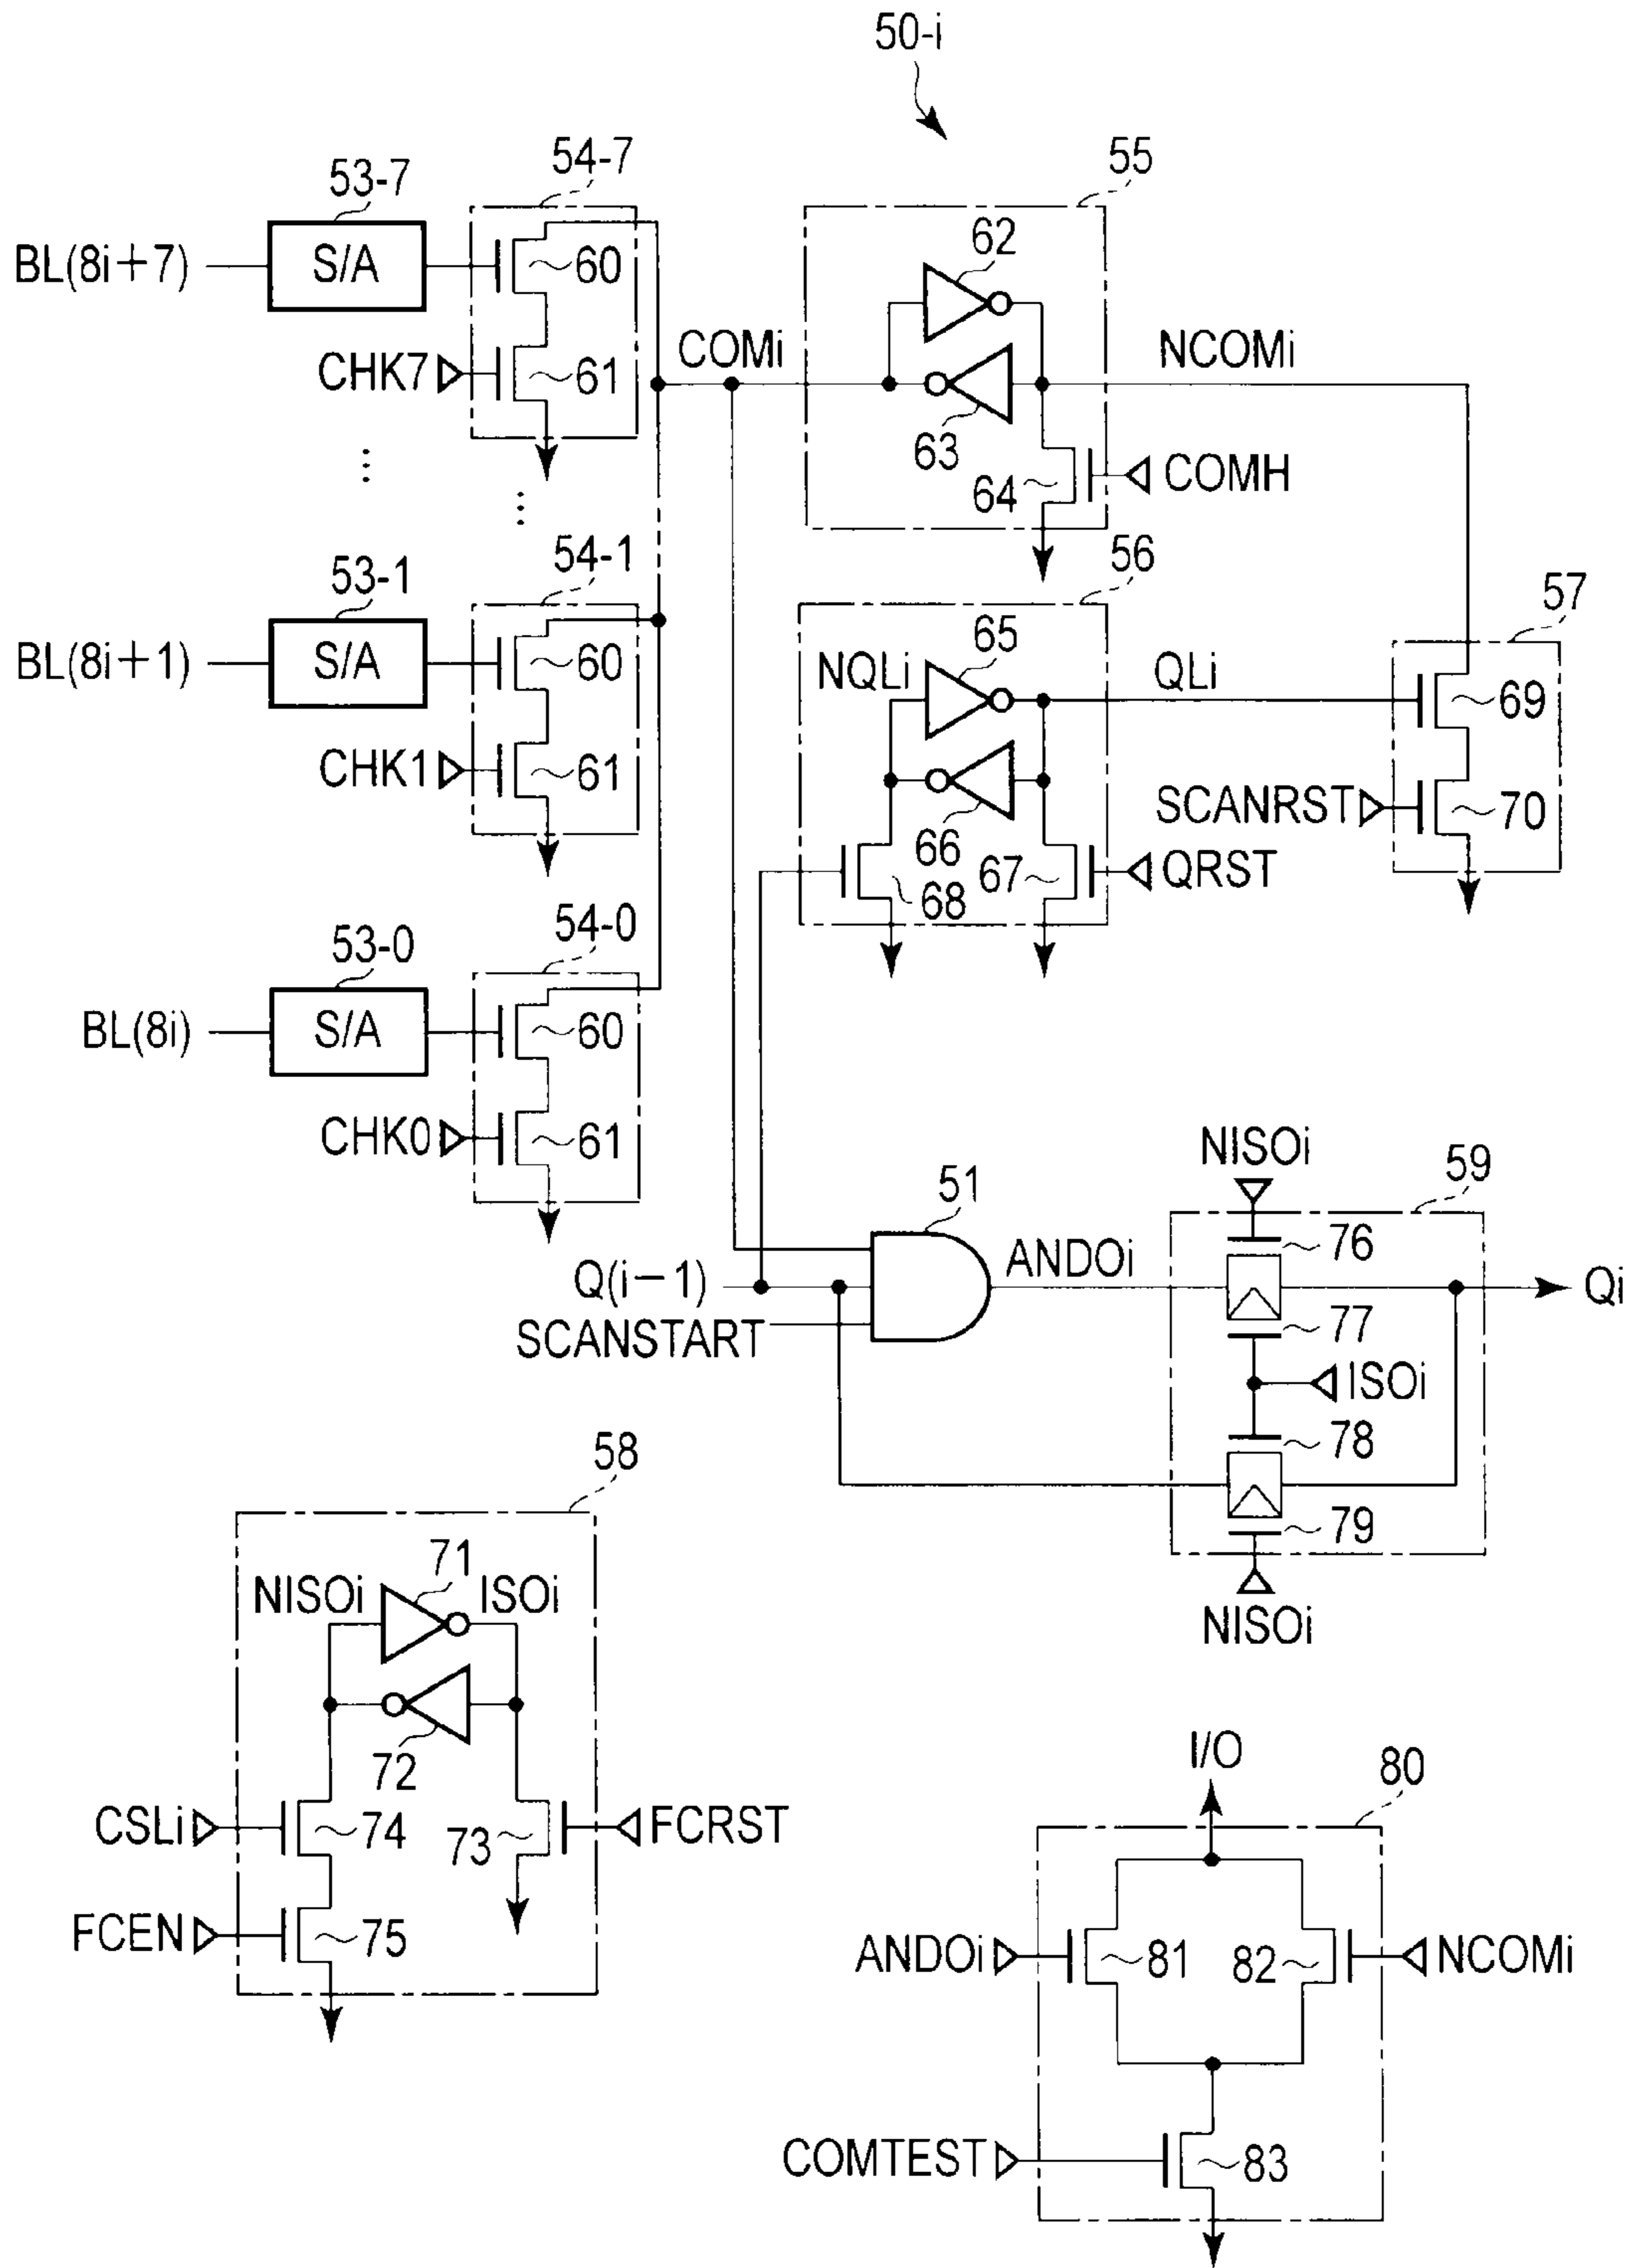 50-i
54-7
55
53-7
62
BL(8i+7)
S/A
60
COMi
NCOMi
CHK7
61
63
64
COMH
54-1
56
53-1
57
65
BL(8i+1)
S/A
60
NQLi
QLi
69
CHK1
61
SCANRST
70
66
67
QRST
68
54-0
53-0
BL(8i)
S/A
60
CHK0
61
51
NISOi
59
76
Q(i-1)
ANDOi
Qi
SCANSTART
77
ISOi
78
58
79
71
NISOi
ISOi
NISOi
72
I/O
80
CSLi
74
73
FCRST
FCEN
75
ANDOi
81
82
NCOMi
COMTEST
83